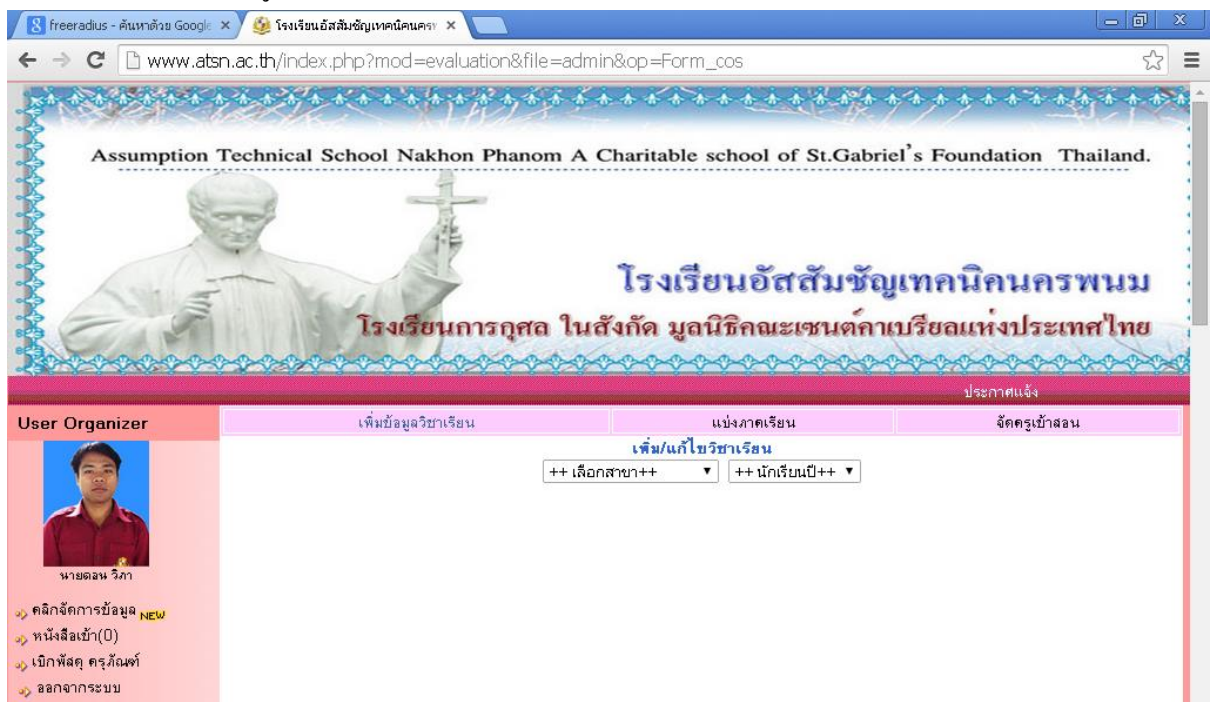 freeradius - ค้นหาด้วย Google
โรงเรียนอัสสัมชัญเทคนิคนครพ
www.atsn.ac.th/index.php?mod=evaluation&file=admin&op=Form_cos
Assumption Technical School Nakhon Phanom A Charitable school of St.Gabriel's Foundation Thailand.
โรงเรียนอัสสัมชัญเทคนิคนครพนม
โรงเรียนการกุศล ในสังกัด มูลนิธิคณะเซนต์คาเบรียลแห่งประเทศไทย
ประกาศแจ้ง
User Organizer
เพิ่มข้อมูลวิชาเรียน แบ่งภาคเรียน จัดครูเข้าสอน
เพิ่ม/แก้ไขวิชาเรียน
++ เลือกสาขา++ ++ นักเรียนปี++
นายดอน วิภา
คลิกจัดการข้อมูล NEW
หนังสือเข้า(0)
เบิกพัสดุ ครุภัณฑ์
ออกจากระบบ